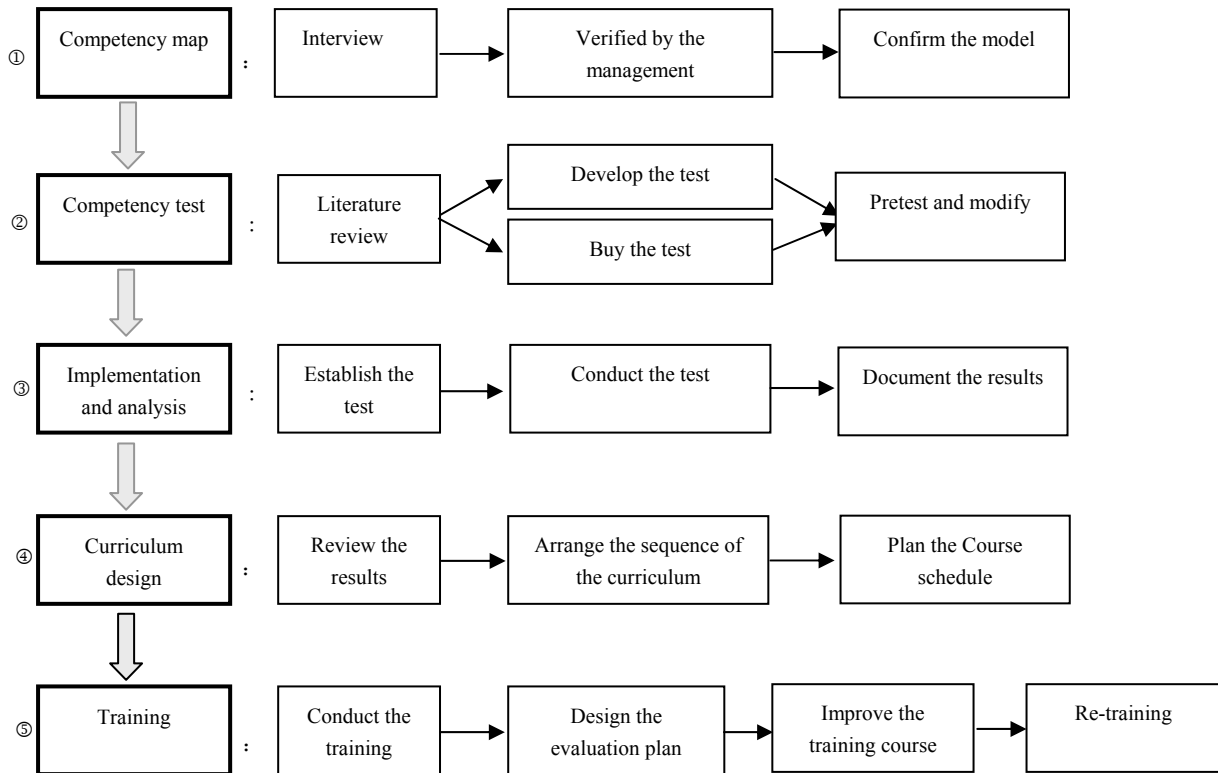 ① Competency map : Interview Verified by the
management Confirm the model
② Competency test : Literature
review Develop the test
Buy the test Pretest and modify
③ Implementation
and analysis : Establish the
test Conduct the test Document the results
④ Curriculum
design : Review the
results Arrange the sequence of
the curriculum Plan the Course
schedule
⑤ Training : Conduct the
training Design the
evaluation plan Improve the
training course Re-training